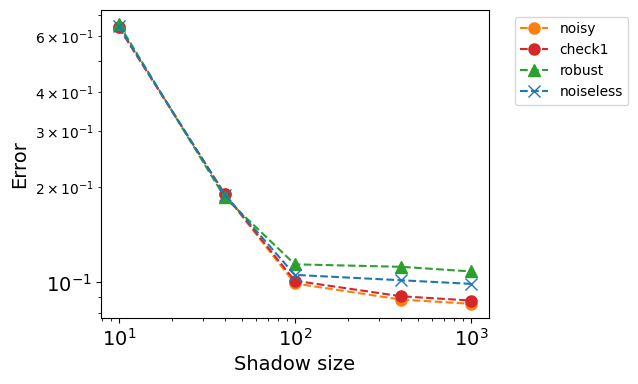 6 × 10⁻¹
4 × 10⁻¹
3 × 10⁻¹
2 × 10⁻¹
10⁻¹
Error
10¹ 10² 10³
Shadow size
noisy
check1
robust
noiseless